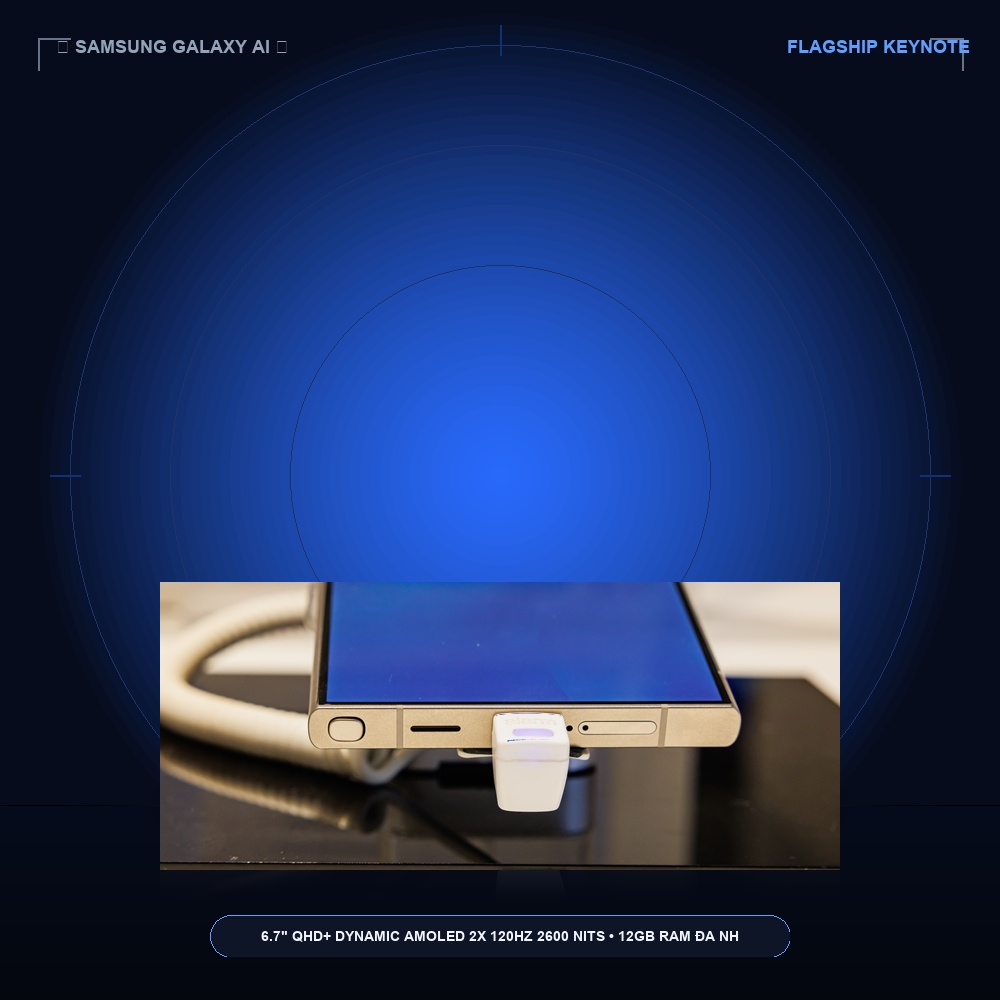 SAMSUNG GALAXY AI
FLAGSHIP KEYNOTE
6.7" QHD+ DYNAMIC AMOLED 2X 120HZ 2600 NITS • 12GB RAM ĐA NH